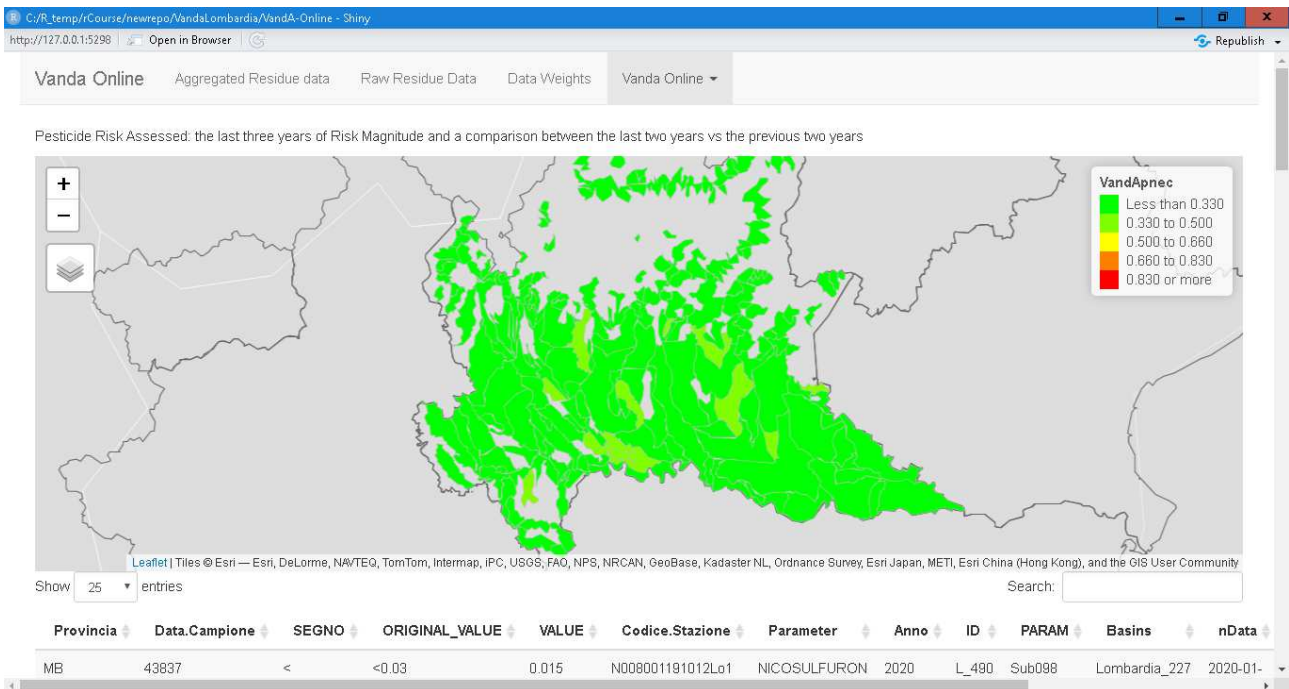 C:/R_temp/rCourse/newrepo/VandaLombardia/VandA-Online - Shiny
http://127.0.0.1:5298 Open in Browser Republish
Vanda Online Aggregated Residue data Raw Residue Data Data Weights Vanda Online
Pesticide Risk Assessed: the last three years of Risk Magnitude and a comparison between the last two years vs the previous two years
+
−
VandApnec
Less than 0.330
0.330 to 0.500
0.500 to 0.660
0.660 to 0.830
0.830 or more
Leaflet | Tiles © Esri — Esri, DeLorme, NAVTEQ, TomTom, Intermap, iPC, USGS, FAO, NPS, NRCAN, GeoBase, Kadaster NL, Ordnance Survey, Esri Japan, METI, Esri China (Hong Kong), and the GIS User Community
Show 25 entries Search:
Provincia Data.Campione SEGNO ORIGINAL_VALUE VALUE Codice.Stazione Parameter Anno ID PARAM Basins nData
MB 43837 < <0.03 0.015 N008001191012Lo1 NICOSULFURON 2020 L_490 Sub098 Lombardia_227 2020-01-